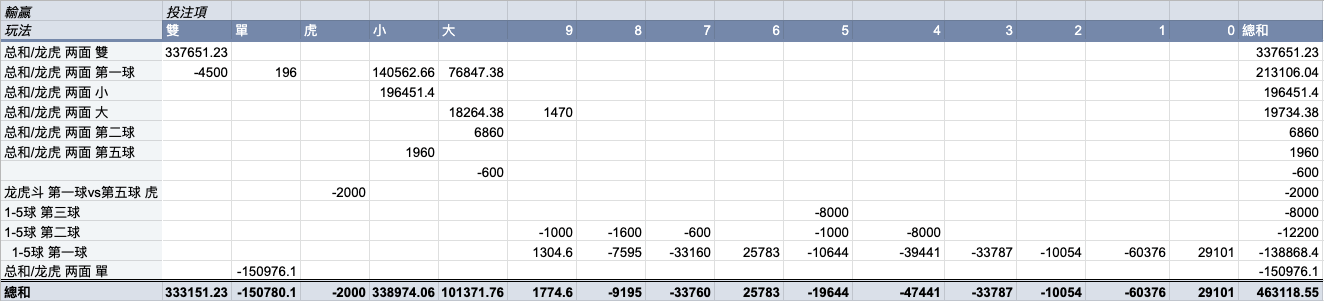 輸贏 投注項
玩法 雙 單 虎 小 大 9 8 7 6 5 4 3 2 1 0 總和
总和/龙虎 两面 雙 337651.23 337651.23
总和/龙虎 两面 第一球 -4500 196 140562.66 76847.38 213106.04
总和/龙虎 两面 小 196451.4 196451.4
总和/龙虎 两面 大 18264.38 1470 19734.38
总和/龙虎 两面 第二球 6860 6860
总和/龙虎 两面 第五球 1960 1960
-600 -600
龙虎斗 第一球vs第五球 虎 -2000 -2000
1-5球 第三球 -8000 -8000
1-5球 第二球 -1000 -1600 -600 -1000 -8000 -12200
1-5球 第一球 1304.6 -7595 -33160 25783 -10644 -39441 -33787 -10054 -60376 29101 -138868.4
总和/龙虎 两面 單 -150976.1 -150976.1
總和 333151.23 -150780.1 -2000 338974.06 101371.76 1774.6 -9195 -33760 25783 -19644 -47441 -33787 -10054 -60376 29101 463118.55